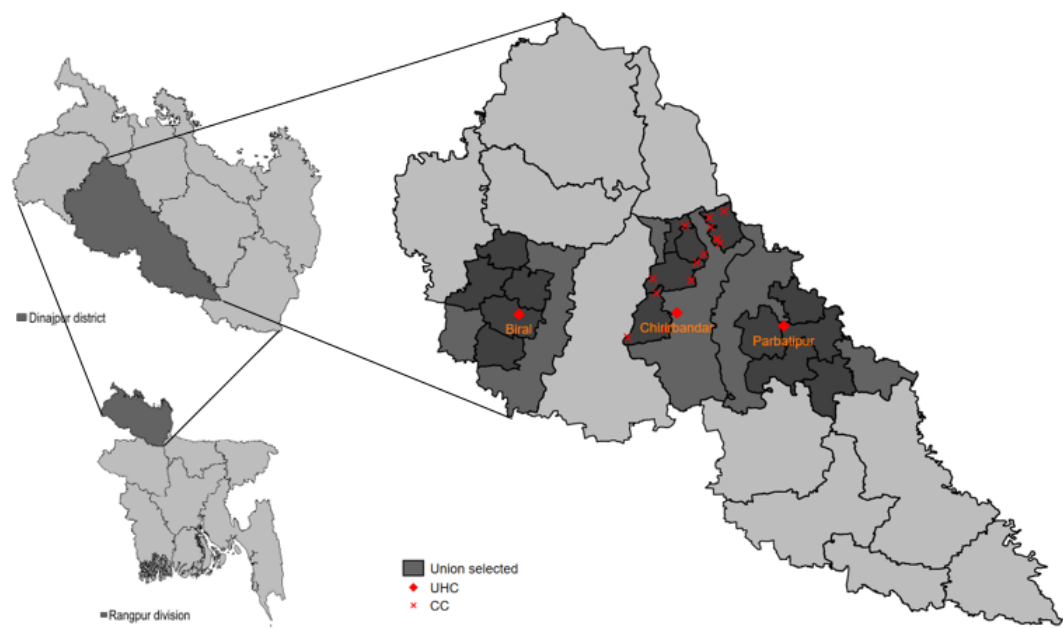 Dinajpur district
Biral
Chirirbandar
Parbatipur
Rangpur division
Union selected
UHC
CC